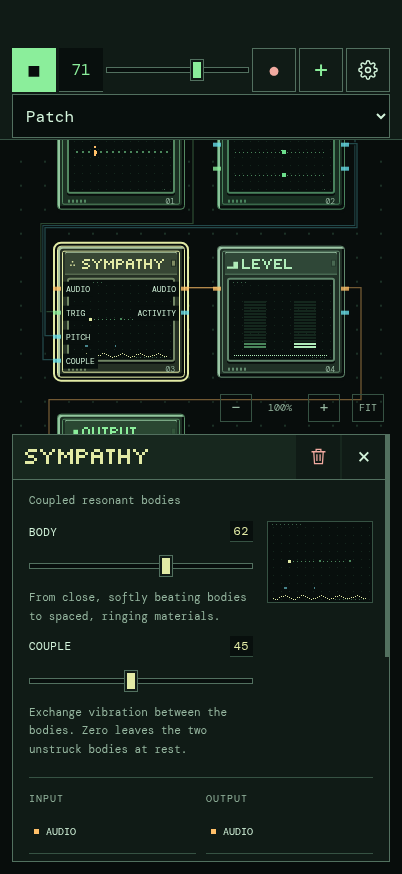 71
Patch
01
02
SYMPATHY
AUDIO AUDIO
TRIG ACTIVITY
PITCH
COUPLE
03
LEVEL
04
100%
FIT
OUTPUT
SYMPATHY
Coupled resonant bodies
BODY 62
From close, softly beating bodies
to spaced, ringing materials.
COUPLE 45
Exchange vibration between the
bodies. Zero leaves the two
unstruck bodies at rest.
INPUT OUTPUT
AUDIO AUDIO